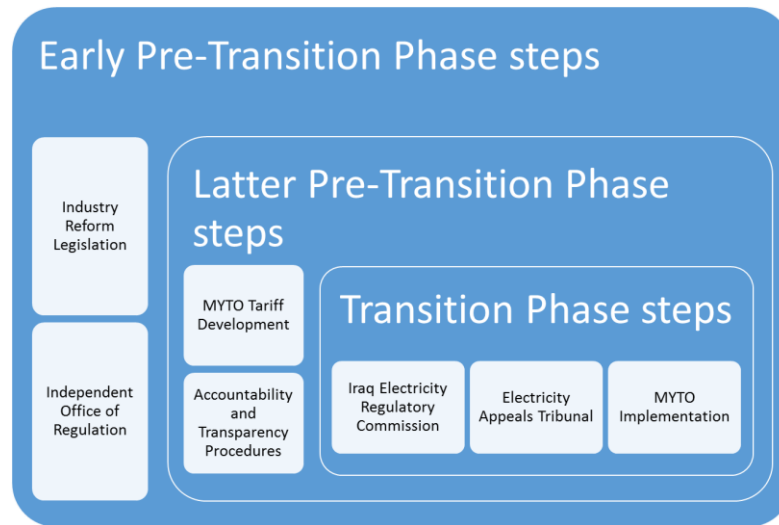 Early Pre-Transition Phase steps
Industry
Reform
Legislation
Independent
Office of
Regulation
Latter Pre-Transition Phase
steps
MYTO Tariff
Development
Accountability
and
Transparency
Procedures
Transition Phase steps
Iraq Electricity
Regulatory
Commission
Electricity
Appeals Tribunal
MYTO
Implementation